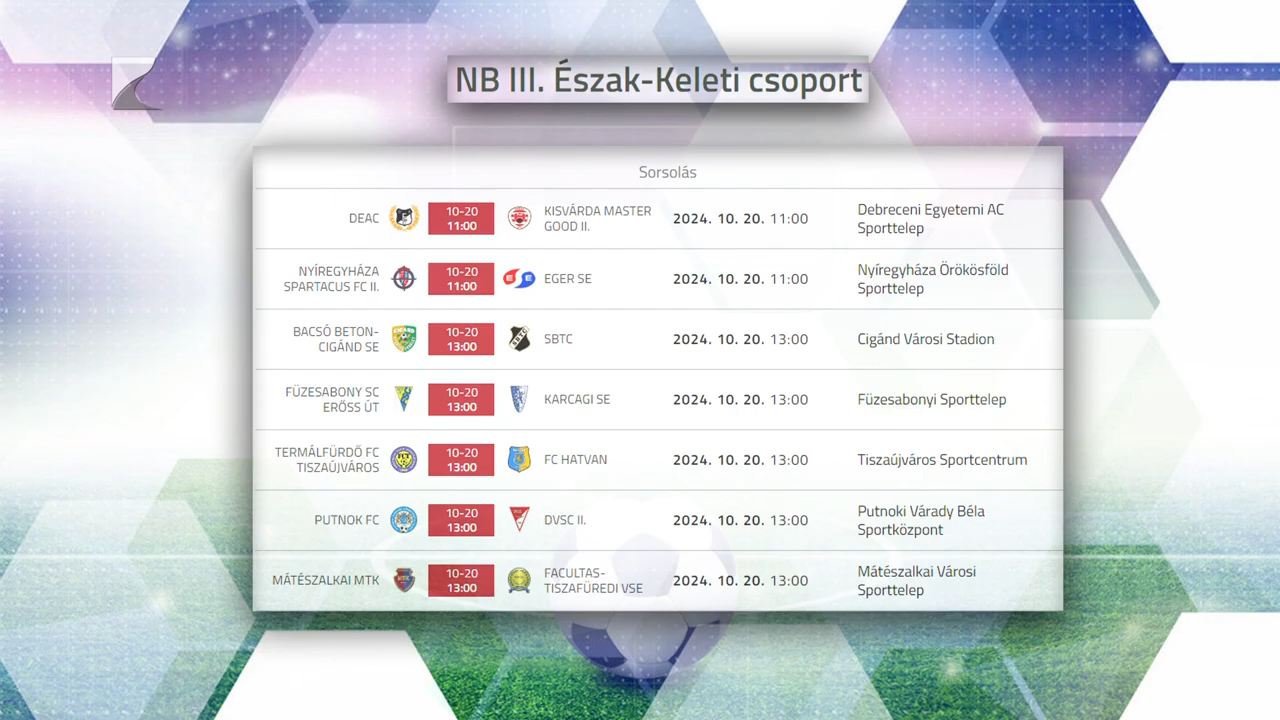 NB III. Észak-Keleti csoport
Sorsolás
DEAC
10-20
11:00
KISVÁRDA MASTER
GOOD II.
2024. 10. 20. 11:00
Debreceni Egyetemi AC
Sporttelep
NYÍREGYHÁZA
SPARTACUS FC II.
10-20
11:00
EGER SE
2024. 10. 20. 11:00
Nyíregyháza Örökösföld
Sporttelep
BACSÓ BETON-
CIGÁND SE
10-20
13:00
SBTC
2024. 10. 20. 13:00
Cigánd Városi Stadion
FÜZESABONY SC
ERŐSS ÚT
10-20
13:00
KARCAGI SE
2024. 10. 20. 13:00
Füzesabonyi Sporttelep
TERMÁLFÜRDŐ FC
TISZAÚJVÁROS
10-20
13:00
FC HATVAN
2024. 10. 20. 13:00
Tiszaújváros Sportcentrum
PUTNOK FC
10-20
13:00
DVSC II.
2024. 10. 20. 13:00
Putnoki Várady Béla
Sportközpont
MÁTÉSZALKAI MTK
10-20
13:00
FACULTAS-
TISZAFÜREDI VSE
2024. 10. 20. 13:00
Mátészalkai Városi
Sporttelep